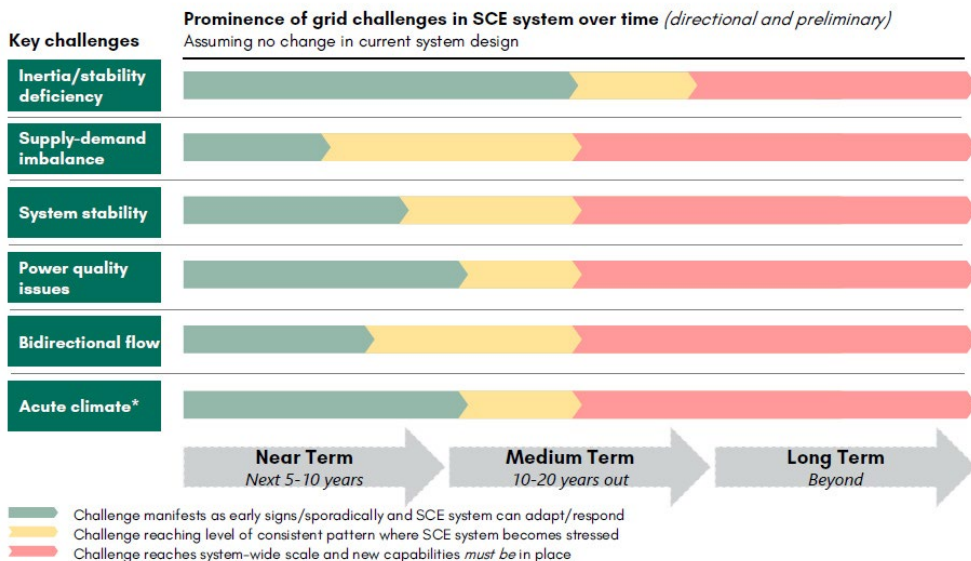 Prominence of grid challenges in SCE system over time (directional and preliminary)
Key challenges
Assuming no change in current system design
Inertia/stability
deficiency
Supply-demand
imbalance
System stability
Power quality
issues
Bidirectional flow
Acute climate*
Near Term
Next 5-10 years
Medium Term
10-20 years out
Long Term
Beyond
Challenge manifests as early signs/sporadically and SCE system can adapt/respond
Challenge reaching level of consistent pattern where SCE system becomes stressed
Challenge reaches system-wide scale and new capabilities must be in place